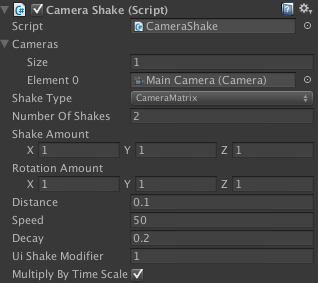 Camera Shake (Script)
Script CameraShake
Cameras
Size 1
Element 0 Main Camera (Camera)
Shake Type CameraMatrix
Number Of Shakes 2
Shake Amount
X 1 Y 1 Z 1
Rotation Amount
X 1 Y 1 Z 1
Distance 0.1
Speed 50
Decay 0.2
Ui Shake Modifier 1
Multiply By Time Scale